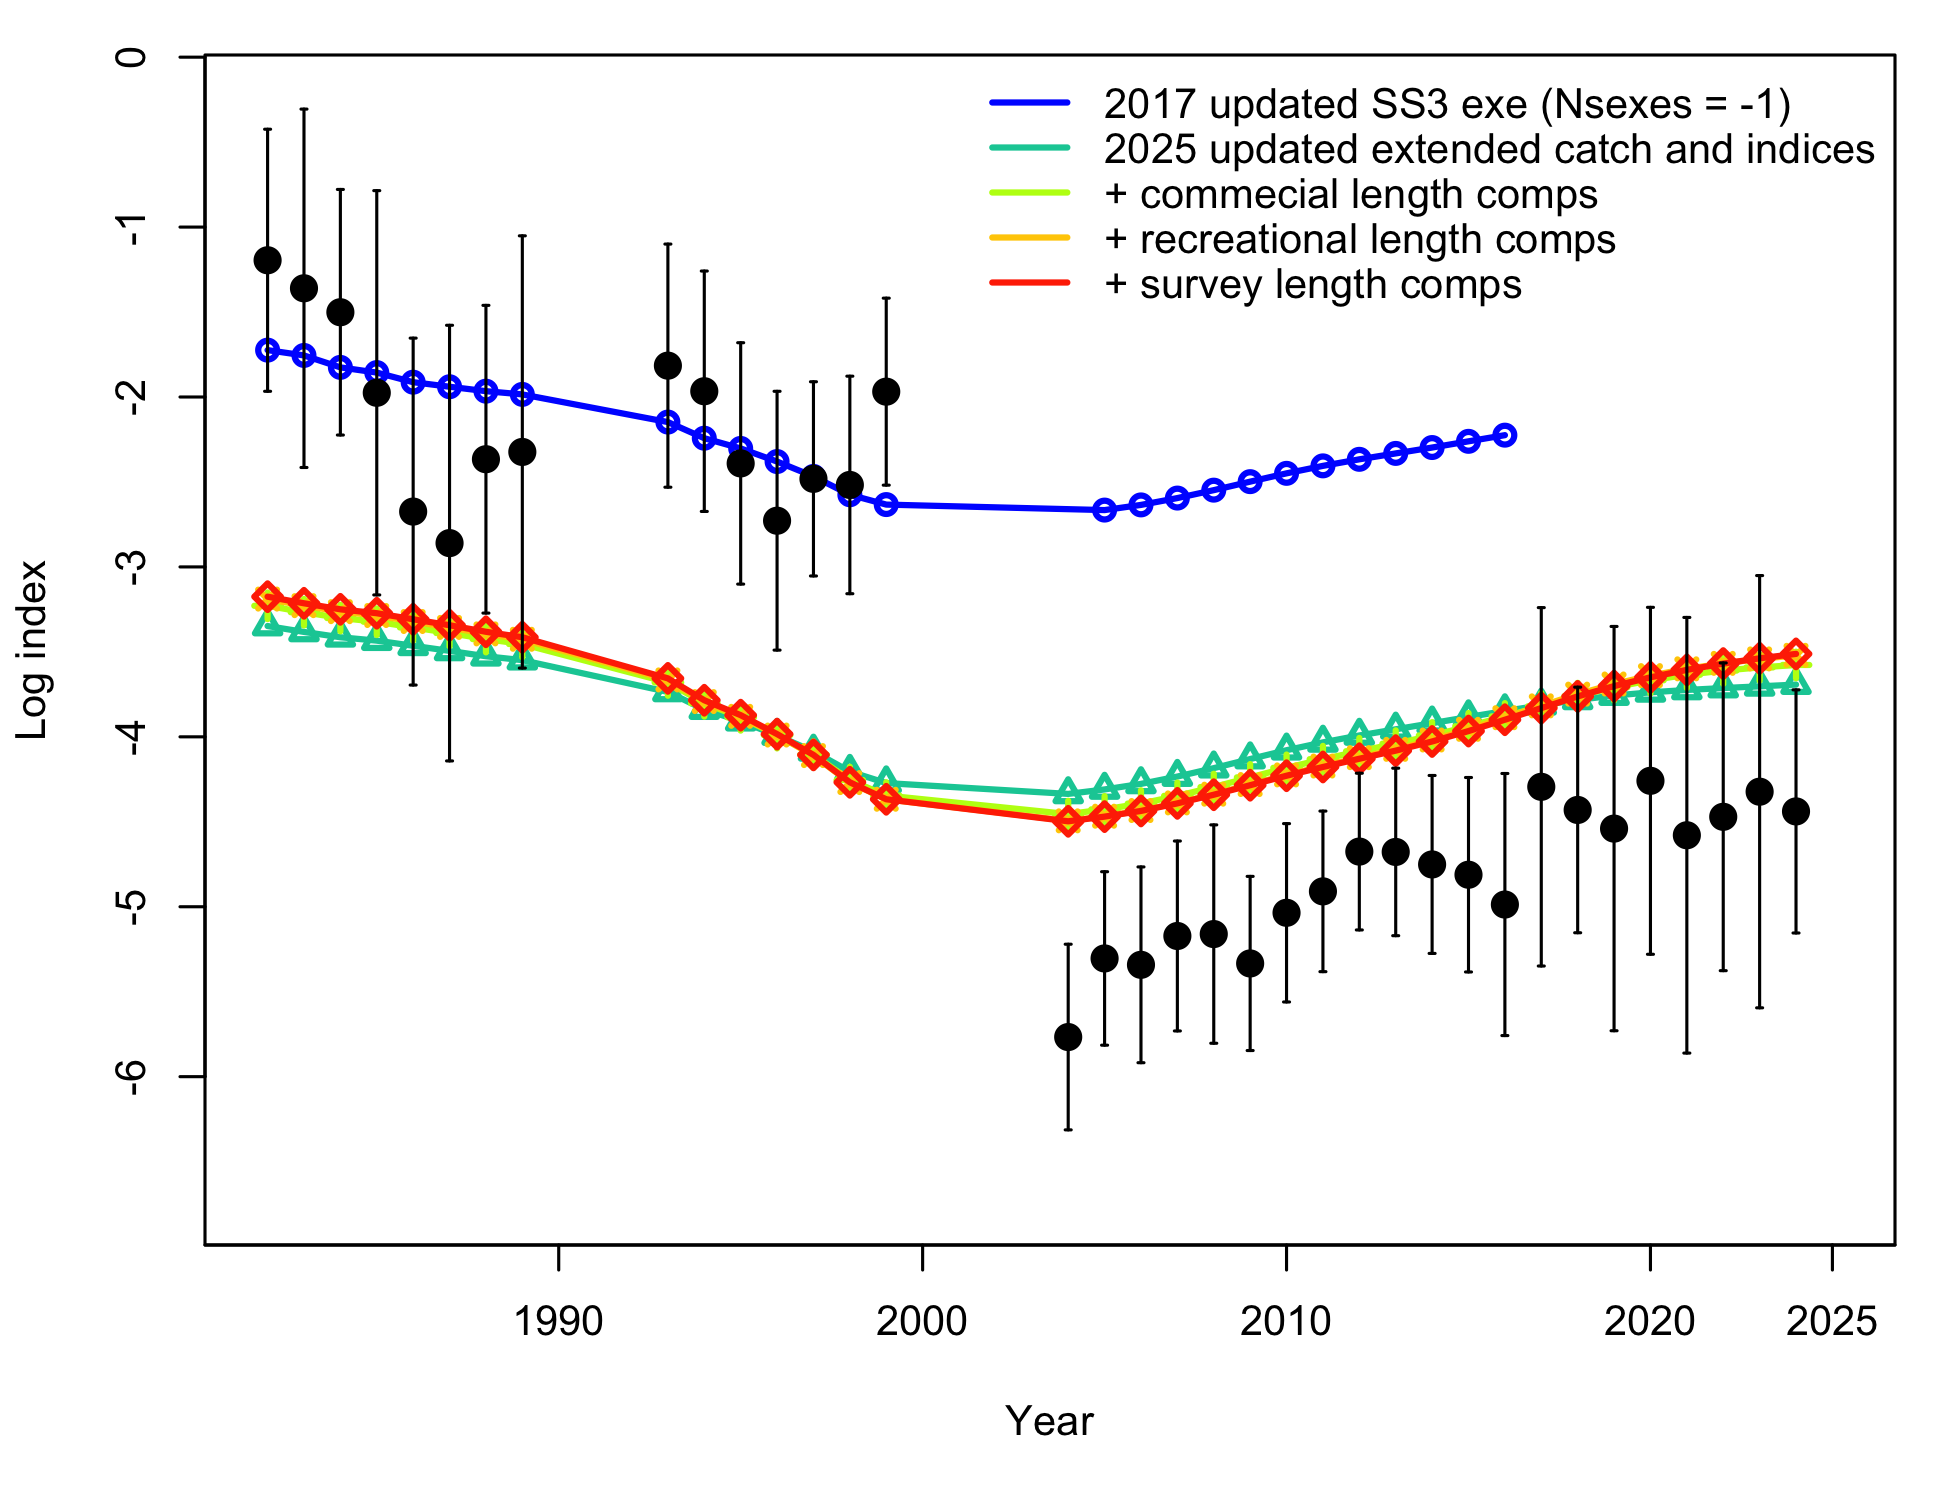 2017 updated SS3 exe (Nsexes = -1)
2025 updated extended catch and indices
+ commecial length comps
+ recreational length comps
+ survey length comps
Log index
0
-1
-2
-3
-4
-5
-6
1990
2000
2010
2020
2025
Year